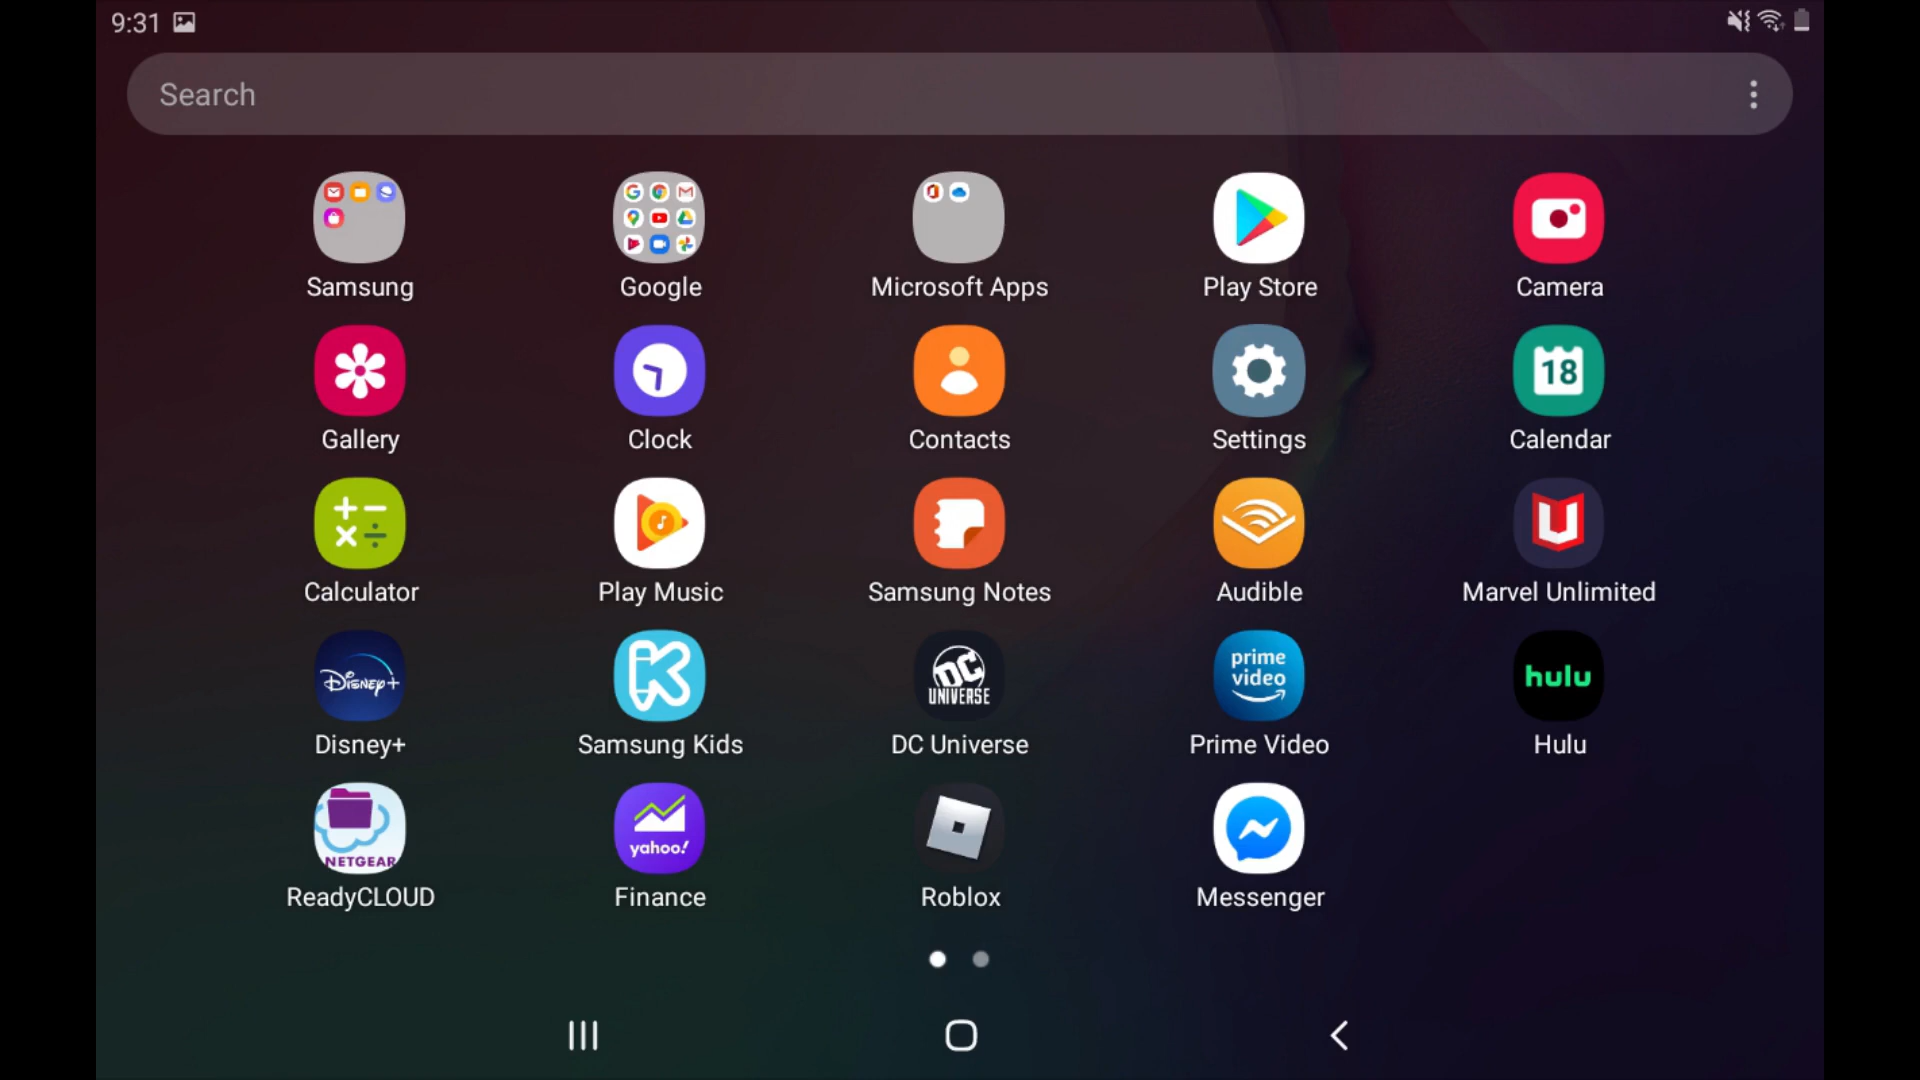 9:31
Search
Samsung
Google
Microsoft Apps
Play Store
Camera
18
Gallery
Clock
Contacts
Settings
Calendar
Calculator
Play Music
Samsung Notes
Audible
Marvel Unlimited
Disney+
DC
UNIVERSE
prime
video
hulu
Disney+
Samsung Kids
DC Universe
Prime Video
Hulu
NETGEAR
yahoo!
ReadyCLOUD
Finance
Roblox
Messenger